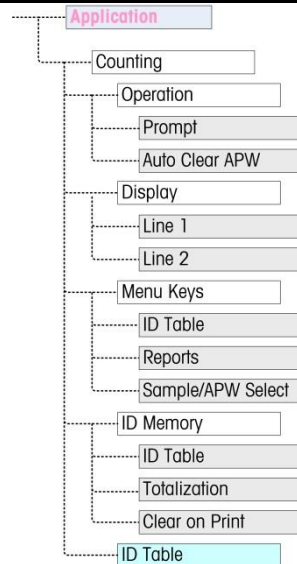 Application
Counting
Operation
Prompt
Auto Clear APW
Display
Line 1
Line 2
Menu Keys
ID Table
Reports
Sample/APW Select
ID Memory
ID Table
Totalization
Clear on Print
ID Table